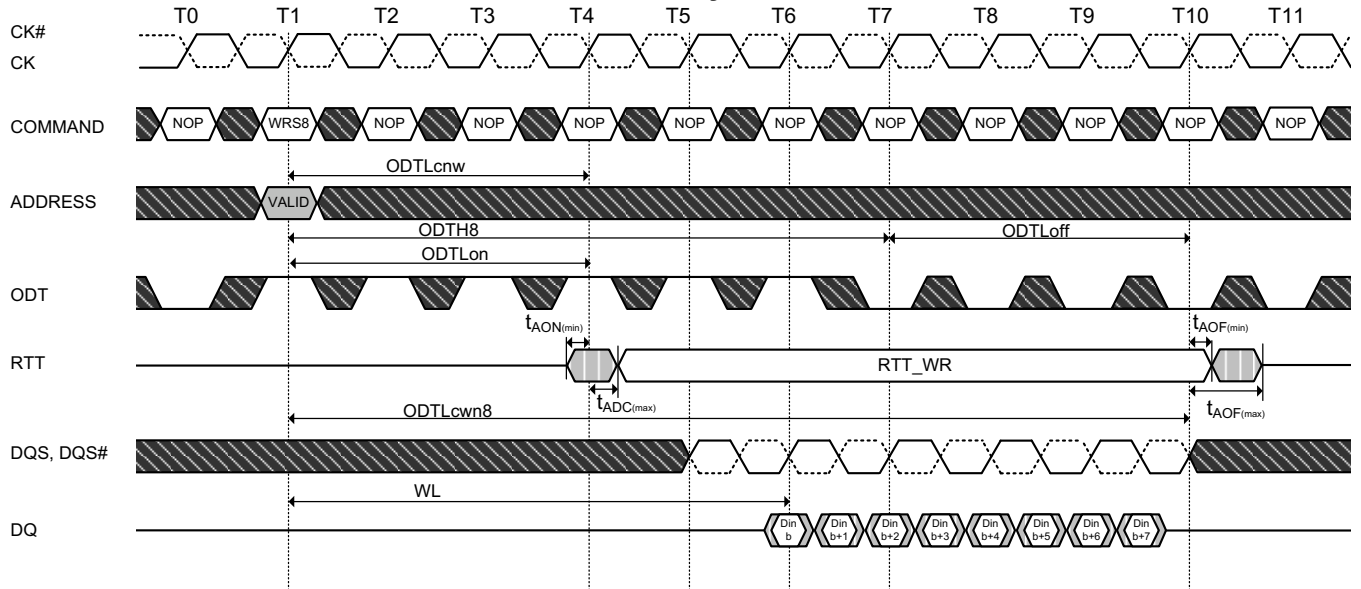 T0 T1 T2 T3 T4 T5 T6 T7 T8 T9 T10 T11
CK#
CK
COMMAND NOP WRS8 NOP NOP NOP NOP NOP NOP NOP NOP NOP NOP
ODTLcnw
ADDRESS VALID
ODTH8 ODTLoff
ODTLon
ODT
tAON(min) tAOF(min)
RTT RTT_WR
tADC(max) tAOF(max)
ODTLcwn8
DQS, DQS#
WL
DQ Din b Din b+1 Din b+2 Din b+3 Din b+4 Din b+5 Din b+6 Din b+7